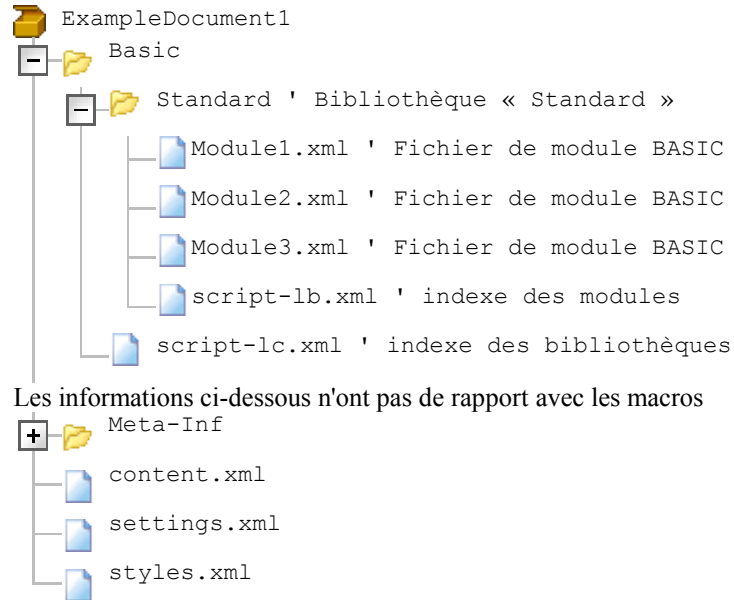 ExampleDocument1
Basic
Standard ' Bibliothèque « Standard »
Module1.xml ' Fichier de module BASIC
Module2.xml ' Fichier de module BASIC
Module3.xml ' Fichier de module BASIC
script-lb.xml ' indexe des modules
script-lc.xml ' indexe des bibliothèques
Les informations ci-dessous n'ont pas de rapport avec les macros
Meta-Inf
content.xml
settings.xml
styles.xml